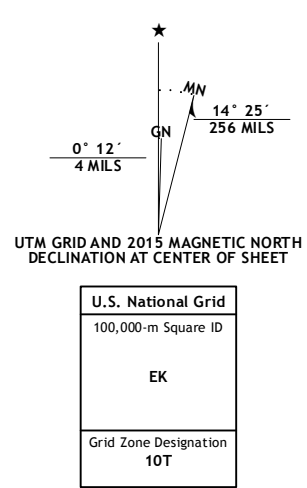 ★
MN
GN
14° 25´
256 MILS
0° 12´
4 MILS
UTM GRID AND 2015 MAGNETIC NORTH
DECLINATION AT CENTER OF SHEET
U.S. National Grid
100,000-m Square ID
EK
Grid Zone Designation
10T